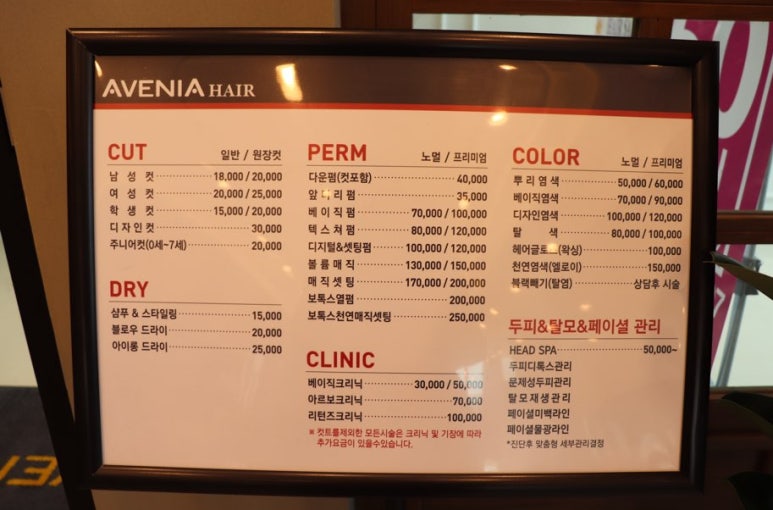 AVENIA HAIR
CUT 일반 / 원장컷
남 성 컷 18,000 / 20,000
여 성 컷 20,000 / 25,000
학 생 컷 15,000 / 20,000
디 자 인 컷 30,000
주니어컷(0세~7세) 20,000
DRY
샴푸 & 스타일링 15,000
블로우 드라이 20,000
아이롱 드라이 25,000
PERM 노멀 / 프리미엄
다운펌(컷포함) 40,000
앞 머 리 펌 35,000
베 이 직 펌 70,000 / 100,000
텍 스 쳐 펌 80,000 / 120,000
디지털&셋팅펌 100,000 / 120,000
볼 륨 매 직 130,000 / 150,000
매 직 셋 팅 170,000 / 200,000
보톡스열펌 200,000
보톡스천연매직셋팅 250,000
CLINIC
베이직크리닉 30,000 / 50,000
아르보크리닉 70,000
리턴즈크리닉 100,000
※ 컷트를제외한 모든시술은 크리닉 및 기장에 따라
추가요금이 있을수있습니다.
COLOR 노멀 / 프리미엄
뿌 리 염 색 50,000 / 60,000
베이직염색 70,000 / 90,000
디자인염색 100,000 / 120,000
탈 색 80,000 / 100,000
헤어글로스(왁싱) 100,000
천연염색(엘로이) 150,000
블랙빼기(탈염) 상담후 시술
두피&탈모&페이셜 관리
HEAD SPA 50,000~
두피디톡스관리
문제성두피관리
탈 모 재 생 관 리
페이셜미백라인
페이셜물광라인
*진단후 맞춤형 세부관리결정